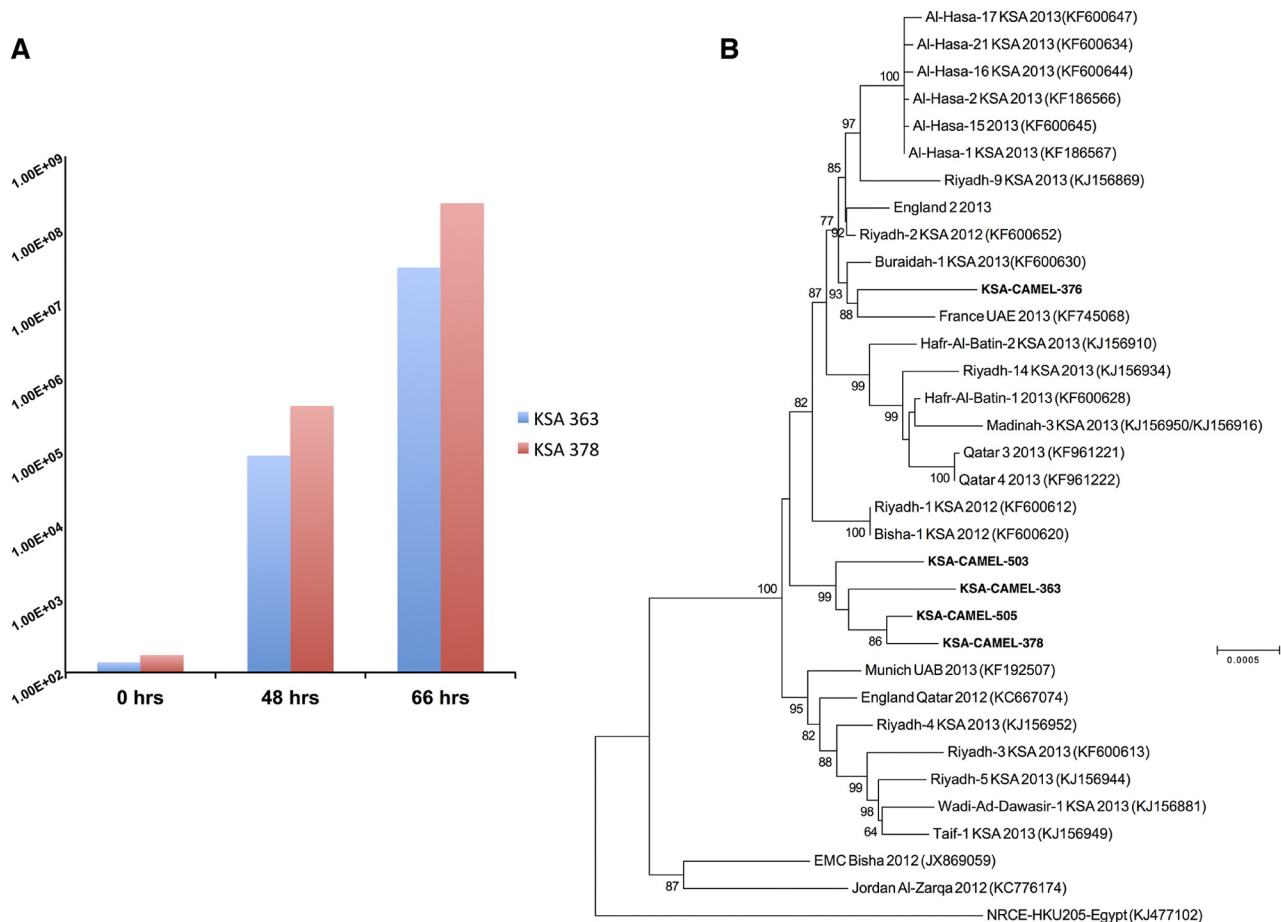 A
1.00E+09
1.00E+08
1.00E+07
1.00E+06
1.00E+05
1.00E+04
1.00E+03
1.00E+02
0 hrs
48 hrs
66 hrs
KSA 363
KSA 378
B
Al-Hasa-17 KSA 2013(KF600647)
Al-Hasa-21 KSA 2013 (KF600634)
100
Al-Hasa-16 KSA 2013 (KF600644)
Al-Hasa-2 KSA 2013 (KF186566)
97
Al-Hasa-15 2013 (KF600645)
Al-Hasa-1 KSA 2013 (KF186567)
85
Riyadh-9 KSA 2013 (KJ156869)
England 2 2013
77
92
Riyadh-2 KSA 2012 (KF600652)
Buraidah-1 KSA 2013(KF600630)
87
93
KSA-CAMEL-376
88
France UAE 2013 (KF745068)
Hafr-Al-Batin-2 KSA 2013 (KJ156910)
99
Riyadh-14 KSA 2013 (KJ156934)
82
Hafr-Al-Batin-1 2013 (KF600628)
99
Madinah-3 KSA 2013 (KJ156950/KJ156916)
Qatar 3 2013 (KF961221)
100
Qatar 4 2013 (KF961222)
Riyadh-1 KSA 2012 (KF600612)
100
Bisha-1 KSA 2012 (KF600620)
KSA-CAMEL-503
100
99
KSA-CAMEL-363
KSA-CAMEL-505
86
KSA-CAMEL-378
0.0005
Munich UAB 2013 (KF192507)
95
England Qatar 2012 (KC667074)
82
Riyadh-4 KSA 2013 (KJ156952)
88
Riyadh-3 KSA 2013 (KF600613)
99
Riyadh-5 KSA 2013 (KJ156944)
98
Wadi-Ad-Dawasir-1 KSA 2013 (KJ156881)
64
Taif-1 KSA 2013 (KJ156949)
EMC Bisha 2012 (JX869059)
87
Jordan Al-Zarqa 2012 (KC776174)
NRCE-HKU205-Egypt (KJ477102)